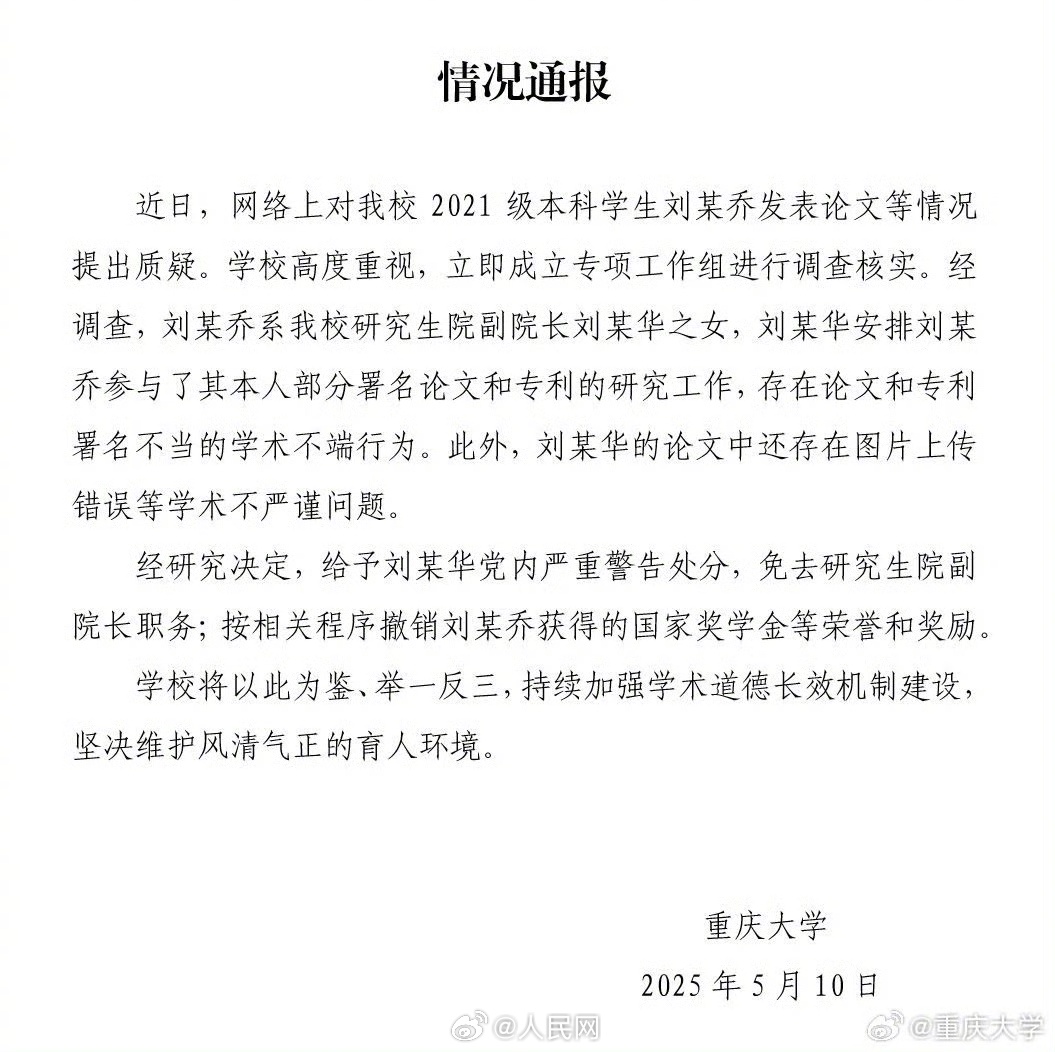 情况通报
近日，网络上对我校 2021 级本科学生刘某乔发表论文等情况
提出质疑。学校高度重视，立即成立专项工作组进行调查核实。经
调查，刘某乔系我校研究生院副院长刘某华之女，刘某华安排刘某
乔参与了其本人部分署名论文和专利的研究工作，存在论文和专利
署名不当的学术不端行为。此外，刘某华的论文中还存在图片上传
错误等学术不严谨问题。
经研究决定，给予刘某华党内严重警告处分，免去研究生院副
院长职务；按相关程序撤销刘某乔获得的国家奖学金等荣誉和奖励。
学校将以此为鉴、举一反三，持续加强学术道德长效机制建设，
坚决维护风清气正的育人环境。
重庆大学
2025 年 5 月 10 日
@人民网
@重庆大学